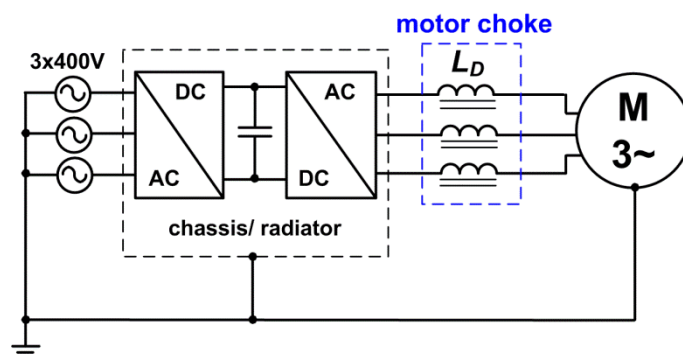 motor choke
3x400V
L_D
DC
AC
AC
DC
M
3~
chassis/ radiator